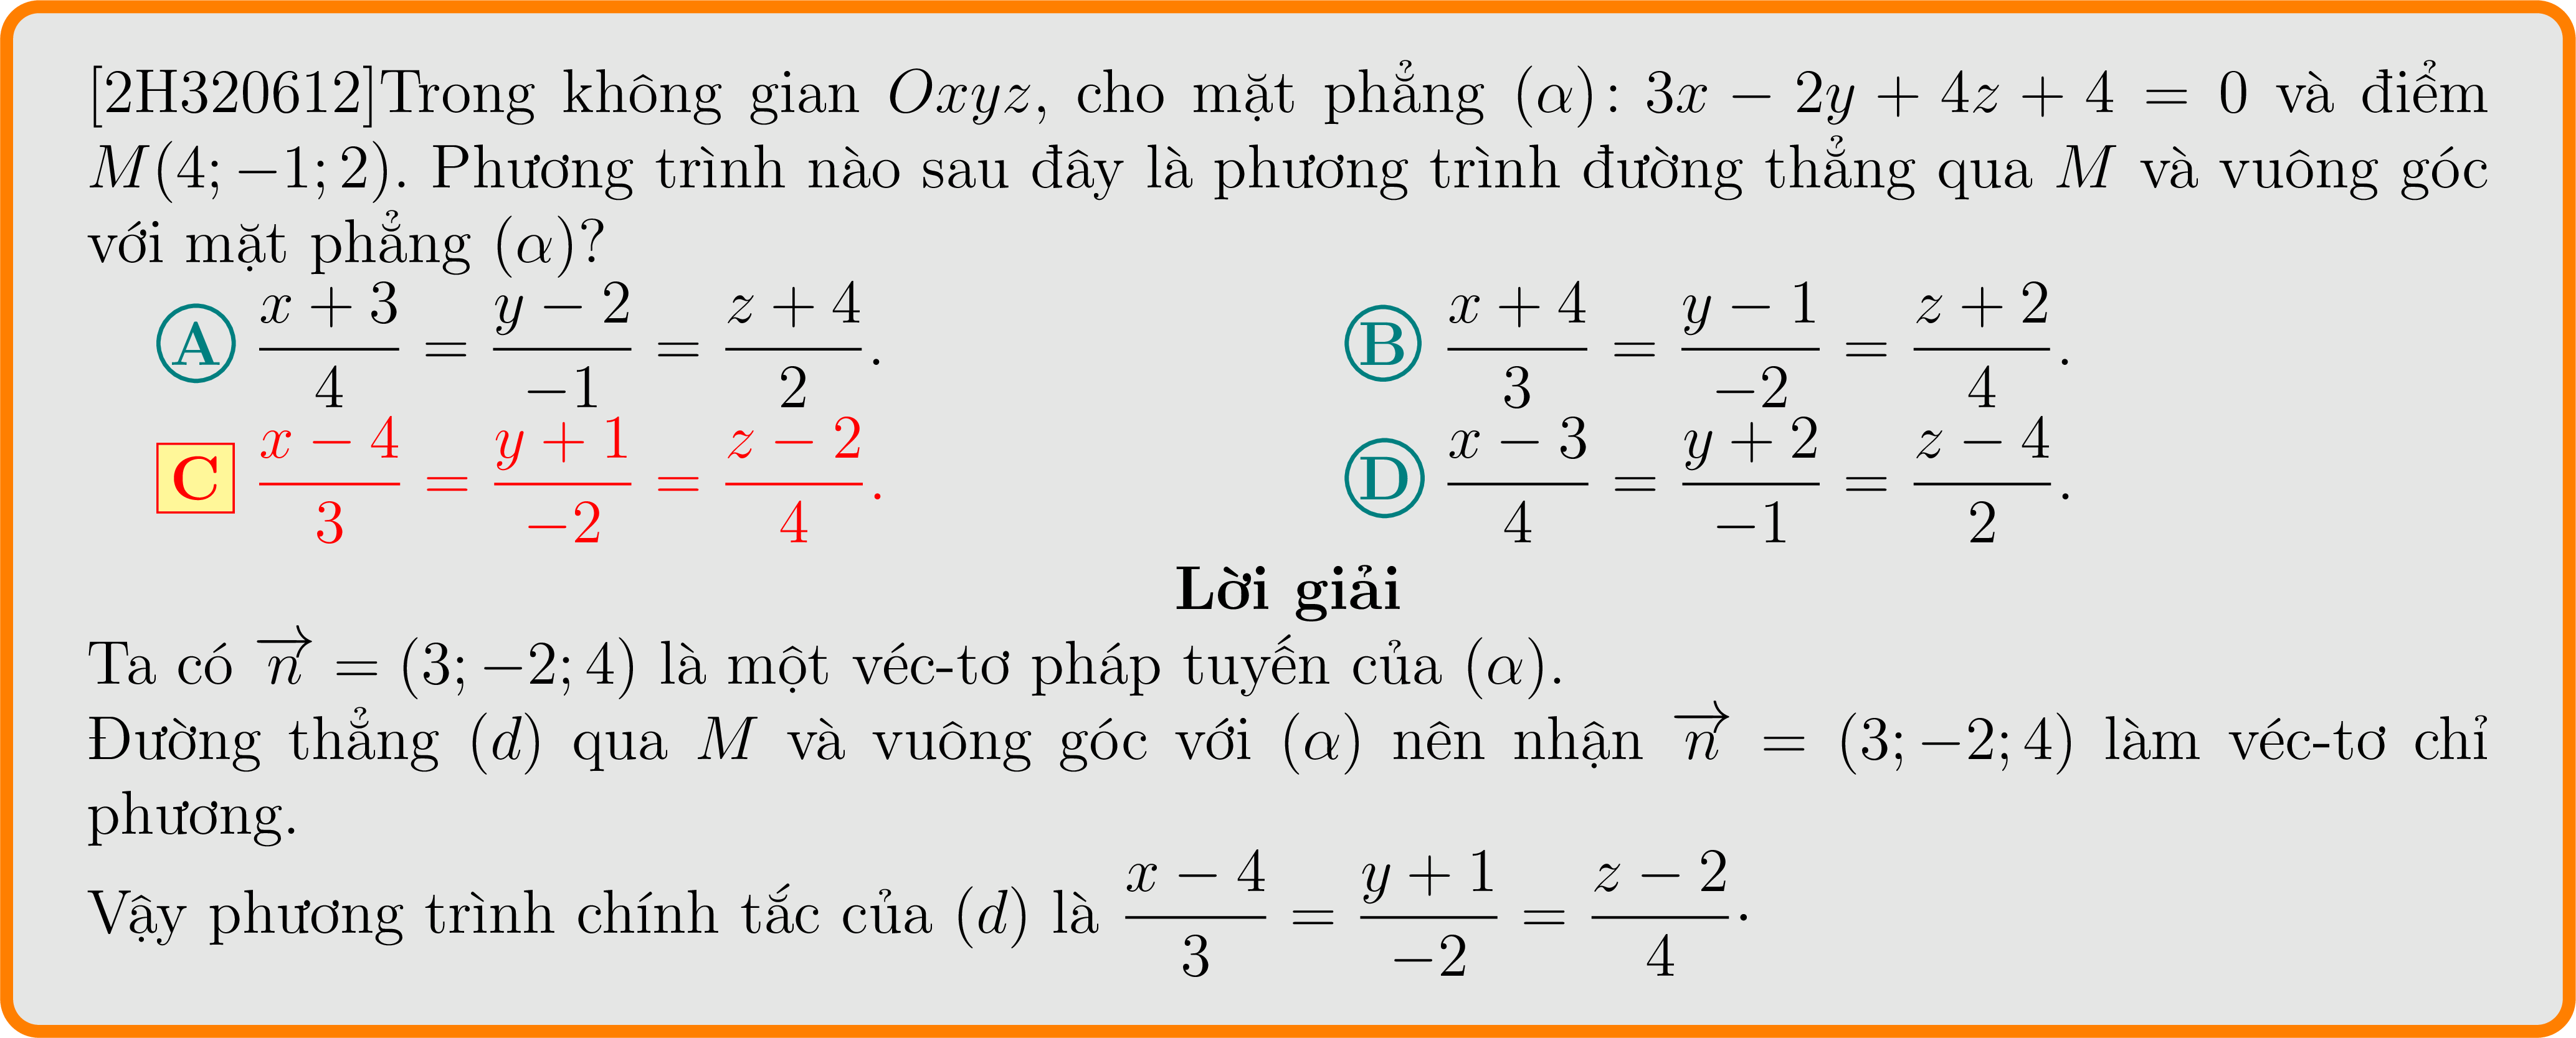 [2H320612]Trong không gian Oxyz, cho mặt phẳng (α): 3x − 2y + 4z + 4 = 0 và điểm
M(4; −1; 2). Phương trình nào sau đây là phương trình đường thẳng qua M và vuông góc
với mặt phẳng (α)?
A \frac{x + 3}{4} = \frac{y − 2}{−1} = \frac{z + 4}{2}. B \frac{x + 4}{3} = \frac{y − 1}{−2} = \frac{z + 2}{4}.
C \frac{x − 4}{3} = \frac{y + 1}{−2} = \frac{z − 2}{4}. D \frac{x − 3}{4} = \frac{y + 2}{−1} = \frac{z − 4}{2}.
Lời giải
Ta có \overrightarrow{n} = (3; −2; 4) là một véc-tơ pháp tuyến của (α).
Đường thẳng (d) qua M và vuông góc với (α) nên nhận \overrightarrow{n} = (3; −2; 4) làm véc-tơ chỉ
phương.
Vậy phương trình chính tắc của (d) là \frac{x − 4}{3} = \frac{y + 1}{−2} = \frac{z − 2}{4}·